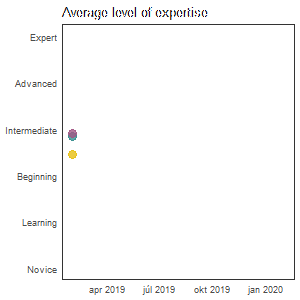 Average level of expertise
Expert
Advanced
Intermediate
Beginning
Learning
Novice
apr 2019 júl 2019 okt 2019 jan 2020